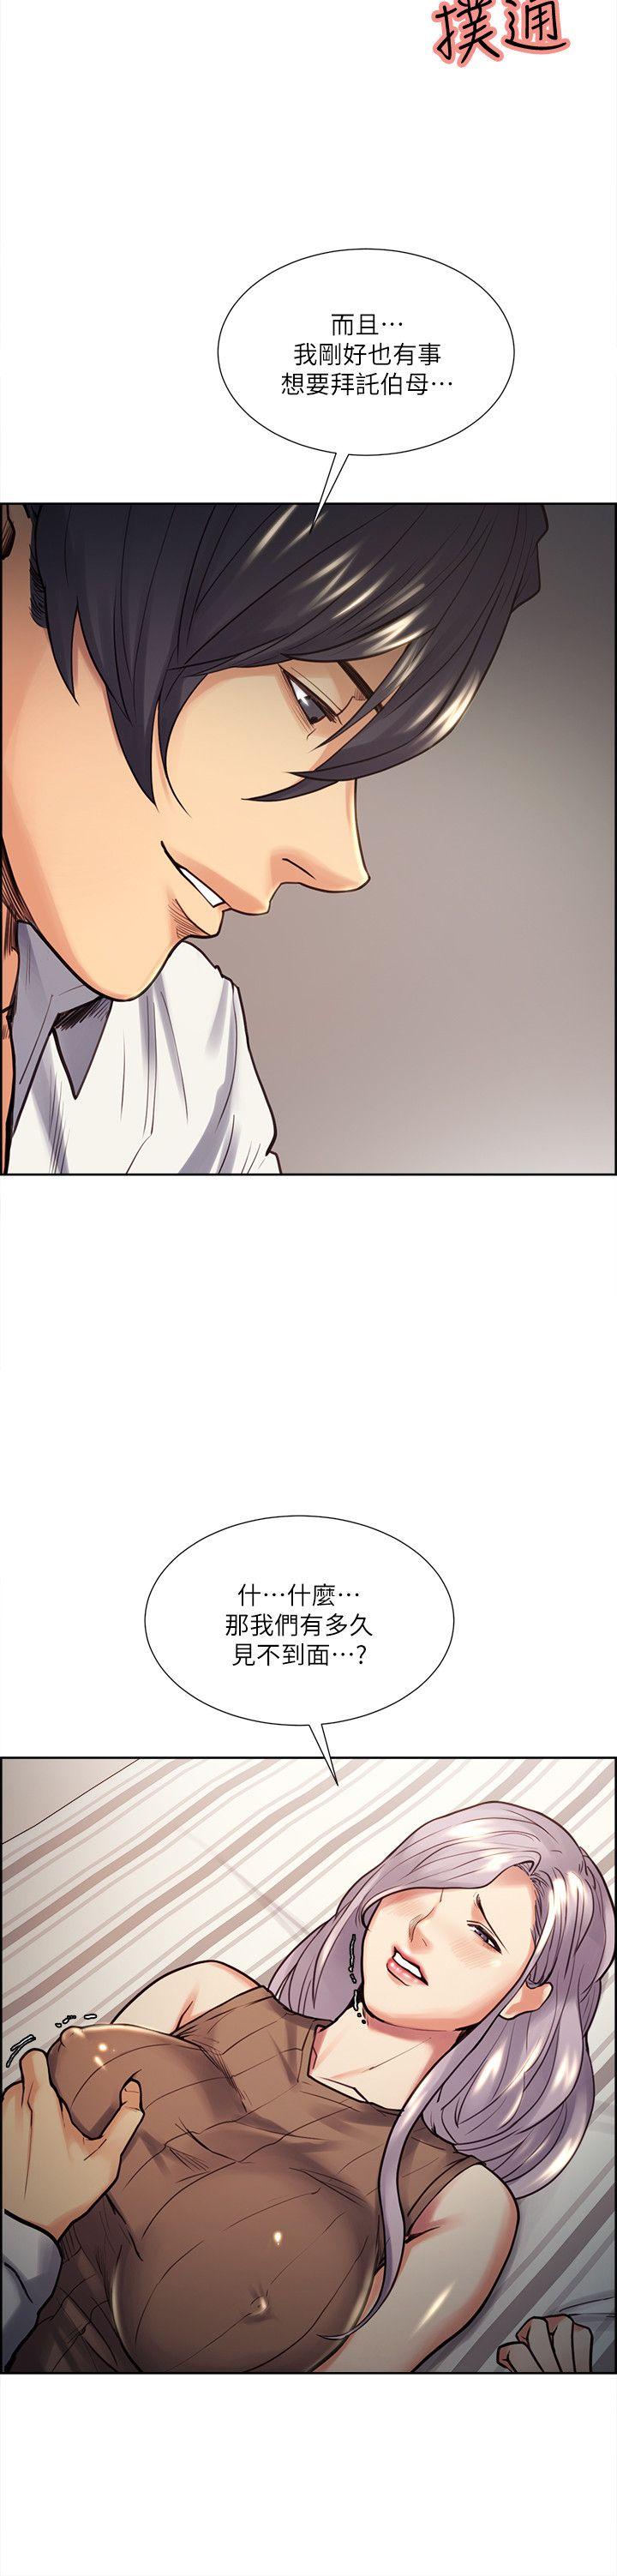 撲通
而且…
我剛好也有事
想要拜託伯母…
什…什麼…
那我們有多久
見不到面…?